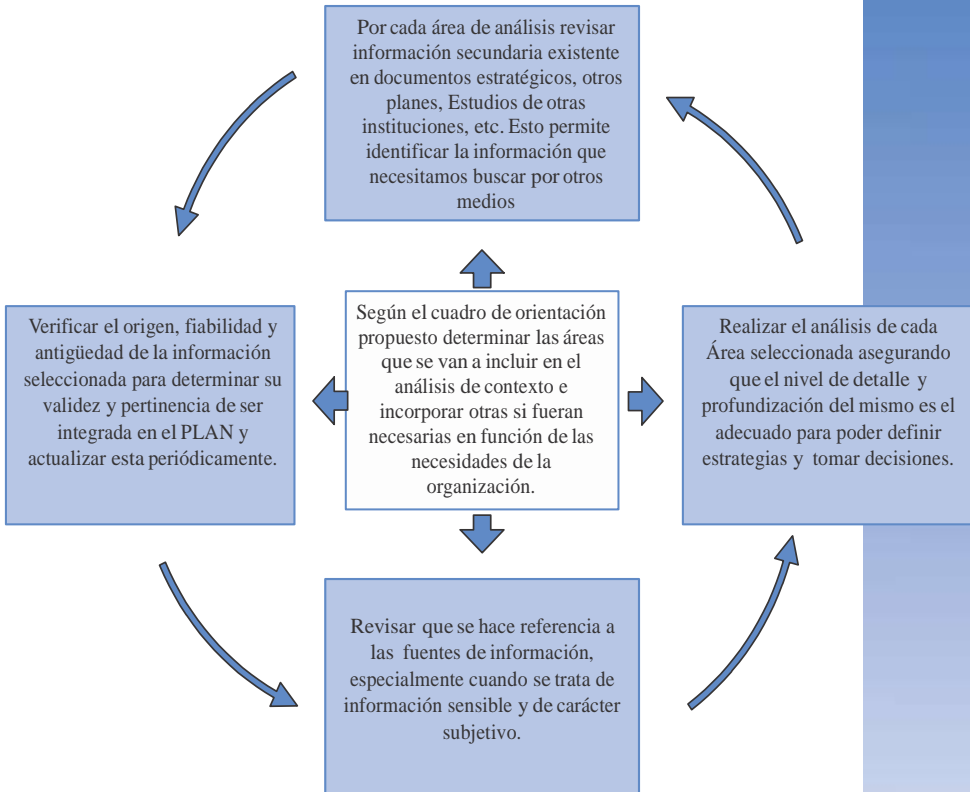 Por cada área de análisis revisar
información secundaria existente
en documentos estratégicos, otros
planes, Estudios de otras
instituciones, etc. Esto permite
identificar la información que
necesitamos buscar por otros
medios
Verificar el origen, fiabilidad y
antigüedad de la información
seleccionada para determinar su
validez y pertinencia de ser
integrada en el PLAN y
actualizar esta periódicamente.
Según el cuadro de orientación
propuesto determinar las áreas
que se van a incluir en el
análisis de contexto e
incorporar otras si fueran
necesarias en función de las
necesidades de la
organización.
Realizar el análisis de cada
Área seleccionada asegurando
que el nivel de detalle y
profundización del mismo es el
adecuado para poder definir
estrategias y tomar decisiones.
Revisar que se hace referencia a
las fuentes de información,
especialmente cuando se trata de
información sensible y de carácter
subjetivo.